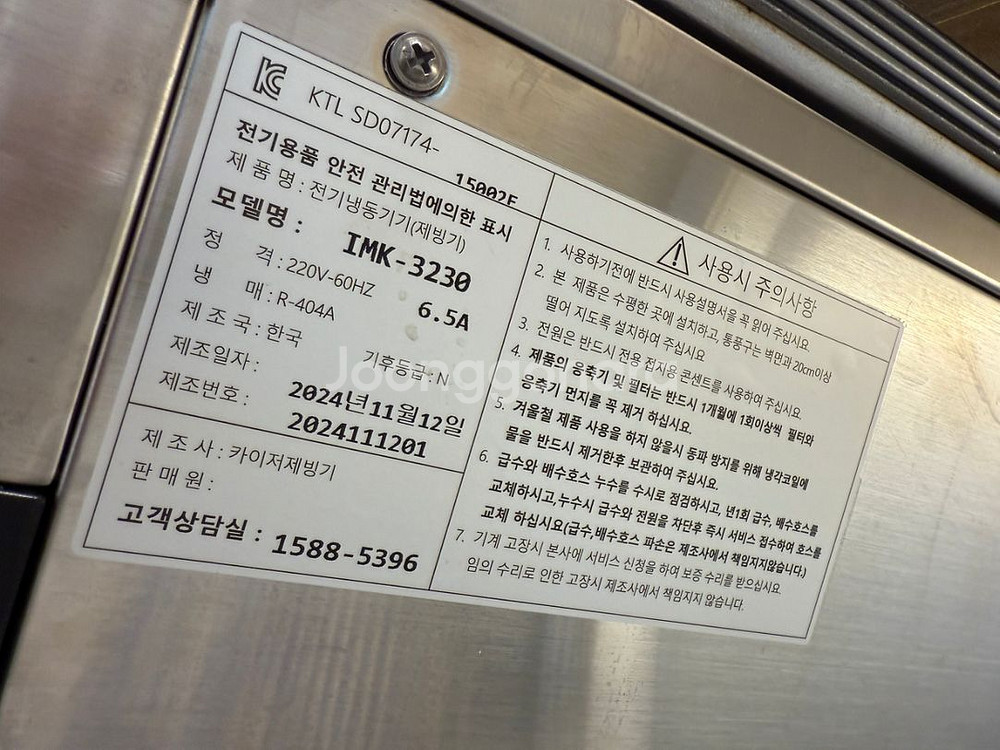 KC KTL SD07174-
15002E
전기용품 안전 관리법에의한 표시
제 품 명 : 전기냉동기기(제빙기)
모델명 : IMK-3230
정 격 : 220V-60HZ 6.5A
냉 매 : R-404A
제 조 국 : 한국 기후등급 : N
제조일자 : 2024년11월12일
제조번호 : 2024111201
제 조 사 : 카이저제빙기
판 매 원 :
고객상담실 : 1588-5396
사용시 주의사항
1. 사용하기전에 반드시 사용설명서을 꼭 읽어 주십시요.
2. 본 제품은 수평한 곳에 설치하고, 통풍구는 벽면과 20cm이상
떨어 지도록 설치하여 주십시요
3. 전원은 반드시 전용 접지용 콘센트를 사용하여 주십시요.
4. 제품의 응축기 및 필터는 반드시 1개월에 1회이상씩 필터와
응축기 먼지를 꼭 제거 하십시요.
5. 겨울철 제품 사용을 하지 않을시 동파 방지를 위해 냉각코일에
물을 반드시 제거한후 보관하여 주십시요.
6. 급수와 배수호스 누수를 수시로 점검하시고, 년1회 급수, 배수호스를
교체하시고,누수시 급수와 전원을 차단후 즉시 서비스 접수하여 호스를
교체 하십시요(급수,배수호스 파손은 제조사에서 책임지지않습니다.)
7. 기계 고장시 본사에 서비스 신청을 하여 보증 수리를 받으십시요.
임의 수리로 인한 고장시 제조사에서 책임지지 않습니다.